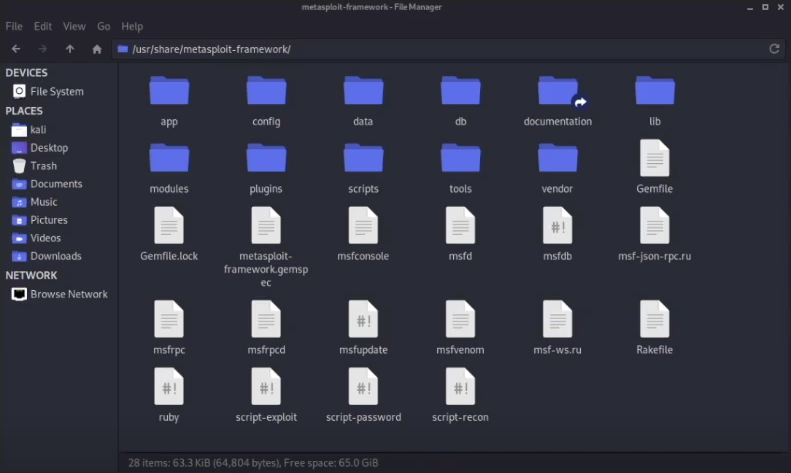 metasploit-framework - File Manager
File Edit View Go Help
/usr/share/metasploit-framework/
DEVICES
File System
PLACES
kali
Desktop
Trash
Documents
Music
Pictures
Videos
Downloads
NETWORK
Browse Network
app config data db documentation lib
modules plugins scripts tools vendor Gemfile
#!
Gemfile.lock metasploit- msfconsole msfd msfdb msf-json-rpc.ru
framework.gemsp
ec
#!
msfrpc msfrpcd msfupdate msfvenom msf-ws.ru Rakefile
#! #! #! #!
ruby script-exploit script-password script-recon
28 items: 63.3 KiB (64,804 bytes), Free space: 65.0 GiB